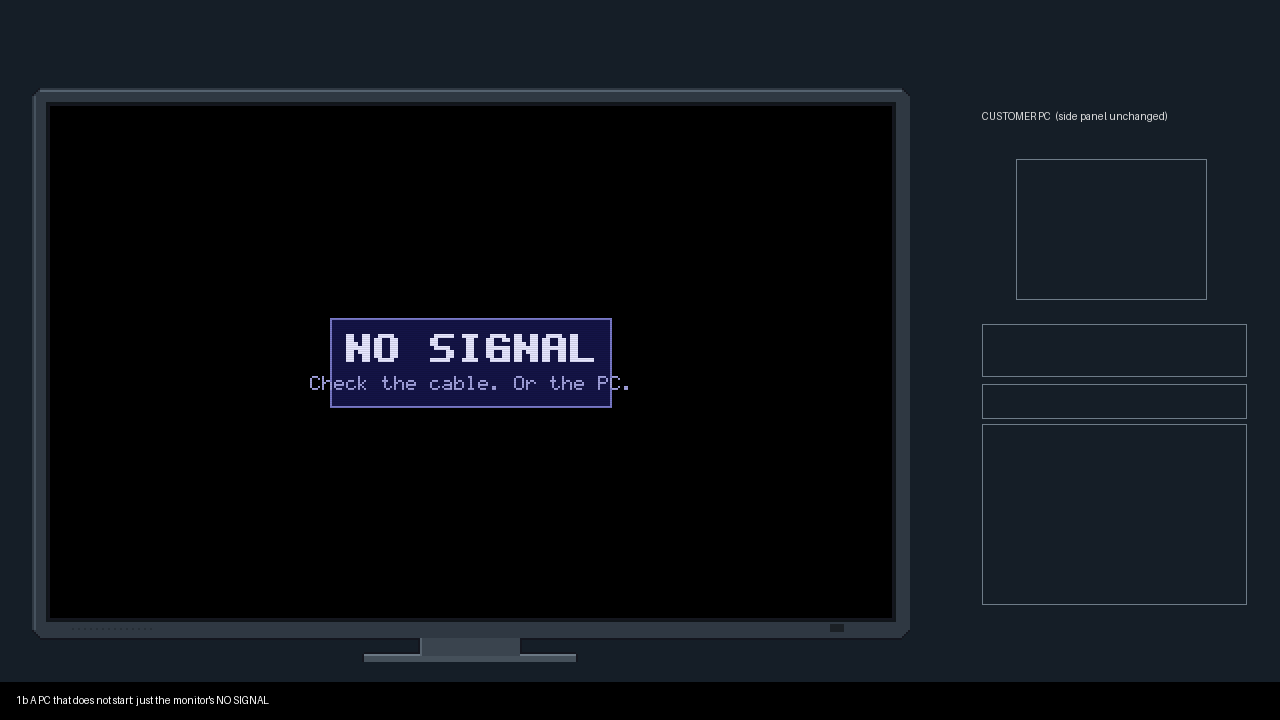 CUSTOMER PC (side panel unchanged)
NO SIGNAL
Check the cable. Or the PC.
1b A PC that does not start: just the monitor's NO SIGNAL